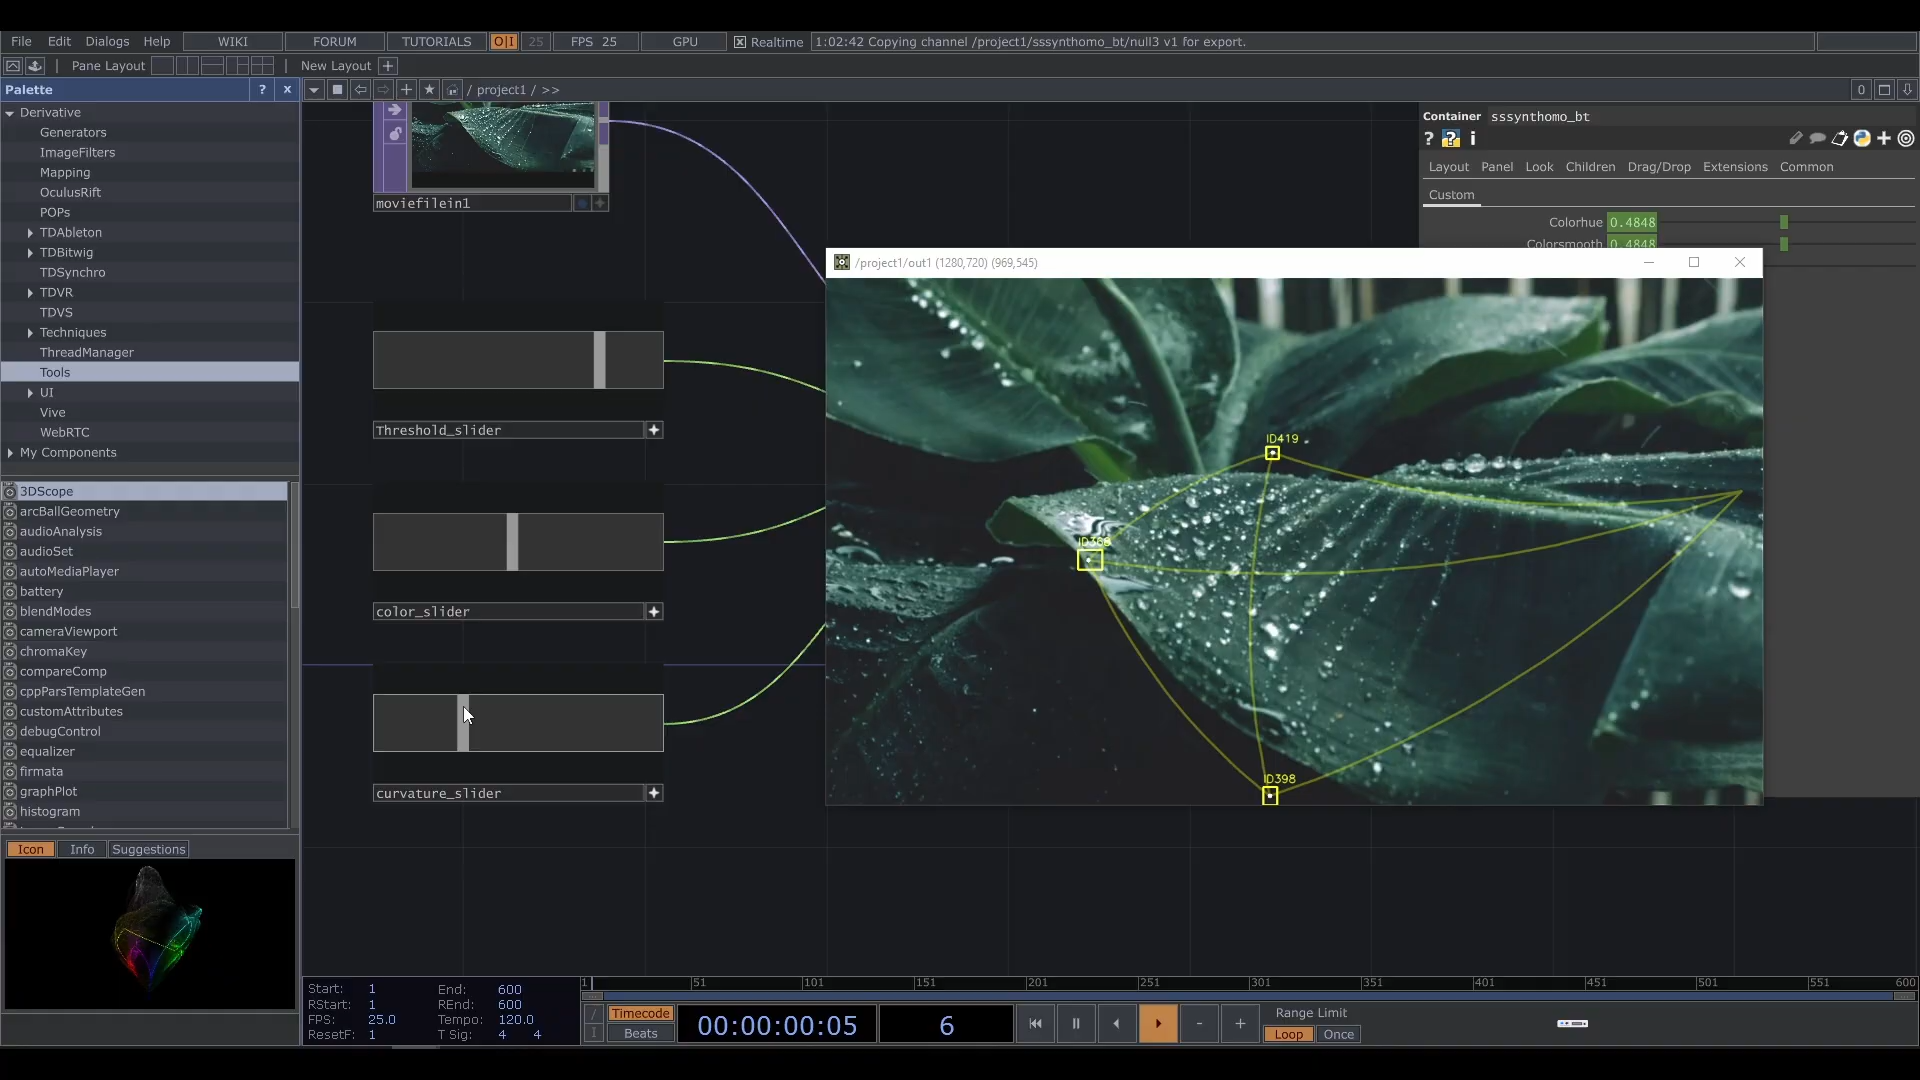 File Edit Dialogs Help WIKI FORUM TUTORIALS O|I 25 FPS 25 GPU Realtime 1:02:42 Copying channel /project1/sssynthomo_bt/null3 v1 for export.
Pane Layout New Layout +
Palette ? x / project1 / >> 0
Derivative
Generators
ImageFilters
Mapping
OculusRift
POPs
TDAbleton
TDBitwig
TDSynchro
TDVR
TDVS
Techniques
ThreadManager
Tools
UI
Vive
WebRTC
My Components
3DScope
arcBallGeometry
audioAnalysis
audioSet
autoMediaPlayer
battery
blendModes
cameraViewport
chromaKey
compareComp
cppParsTemplateGen
customAttributes
debugControl
equalizer
firmata
graphPlot
histogram
Icon Info Suggestions
moviefilein1
Threshold_slider
color_slider
curvature_slider
/project1/out1 (1280,720) (969,545)
ID419
ID398
Container sssynthomo_bt
? ? i
Layout Panel Look Children Drag/Drop Extensions Common
Custom
Colorhue 0.4848
Colorsmooth 0.4848
Start: 1 End: 600
RStart: 1 REnd: 600
FPS: 25.0 Tempo: 120.0
ResetF: 1 T Sig: 4 4
1 51 101 151 201 251 301 351 401 451 501 551 600
Timecode
Beats
00:00:00:05 6
- +
Range Limit
Loop Once